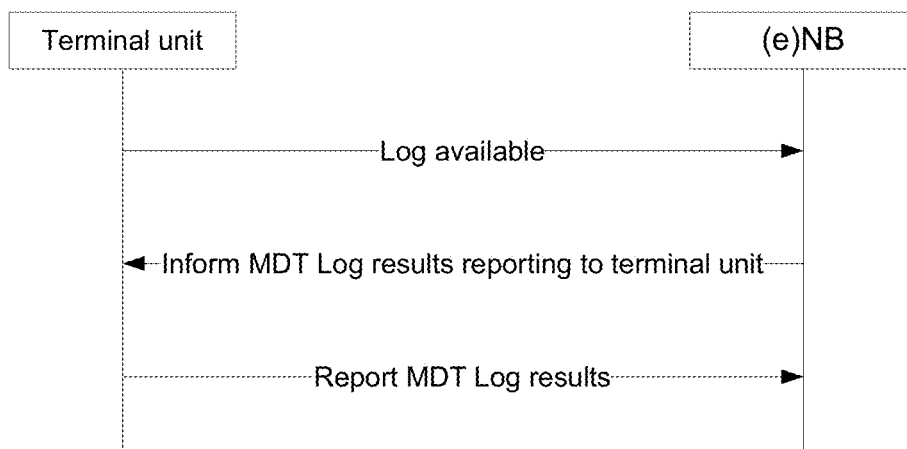 Terminal unit
(e)NB
Log available
Inform MDT Log results reporting to terminal unit
Report MDT Log results